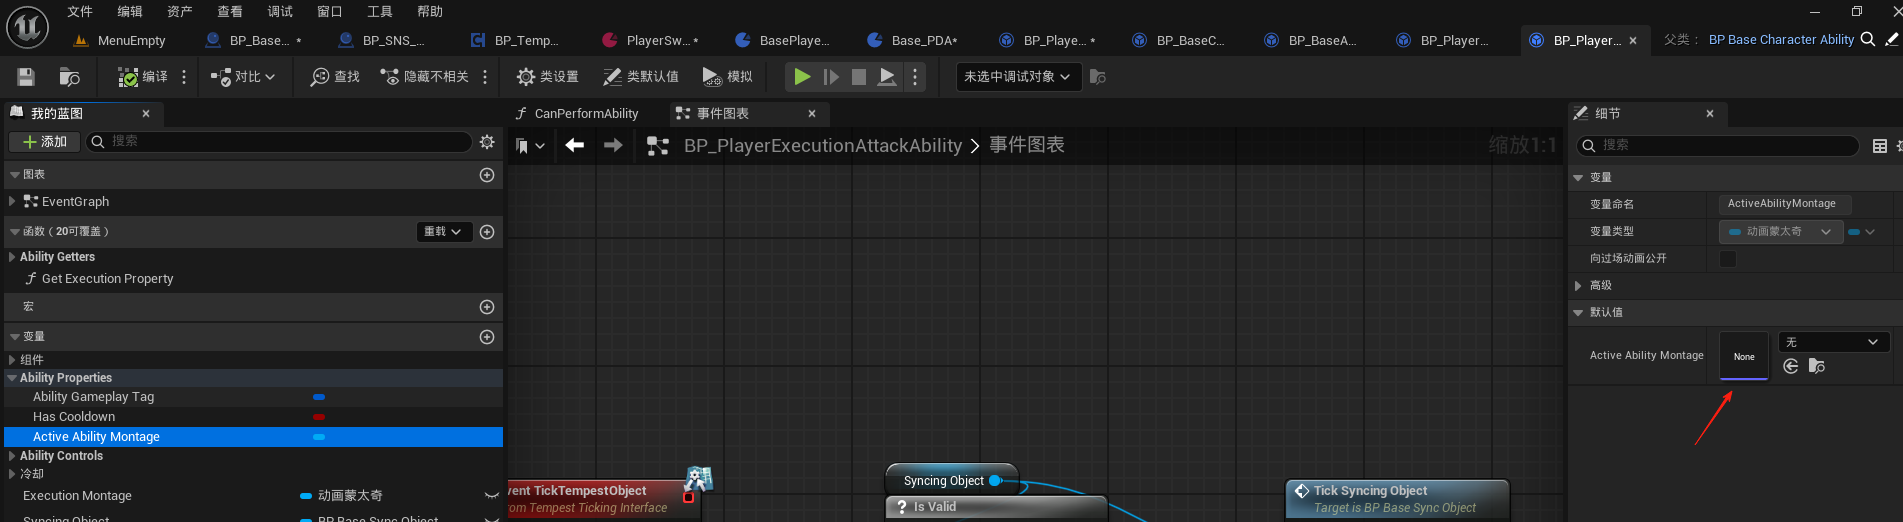 文件 编辑 资产 查看 调试 窗口 工具 帮助
MenuEmpty BP_Base... * BP_SNS_... BP_Temp... PlayerSw... * BasePlaye... Base_PDA* BP_Playe... * BP_BaseC... BP_BaseA... BP_Player... BP_Player... × 父类： BP Base Character Ability
编译 对比 查找 隐藏不相关 类设置 类默认值 模拟 未选中调试对象
我的蓝图 × CanPerformAbility 事件图表 × 细节 ×
添加 搜索 BP_PlayerExecutionAttackAbility > 事件图表 缩放1:1 搜索
图表
EventGraph
函数（20可覆盖） 重载
Ability Getters
Get Execution Property
宏
变量
组件
Ability Properties
Ability Gameplay Tag
Has Cooldown
Active Ability Montage
Ability Controls
冷却
Execution Montage 动画蒙太奇
Syncing Object BP Base Sync Object
vent TickTempestObject
rom Tempest Ticking Interface
Syncing Object
? Is Valid
Tick Syncing Object
Target is BP Base Sync Object
变量
变量命名 ActiveAbilityMontage
变量类型 动画蒙太奇
向过场动画公开
高级
默认值
Active Ability Montage None 无